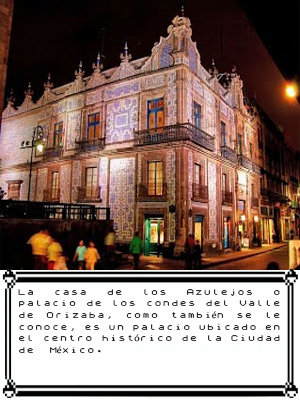 La casa de los Azulejos o
palacio de los condes del Valle
de Orizaba, como también se le
conoce, es un palacio ubicado en
el centro histórico de la Ciudad
de México.